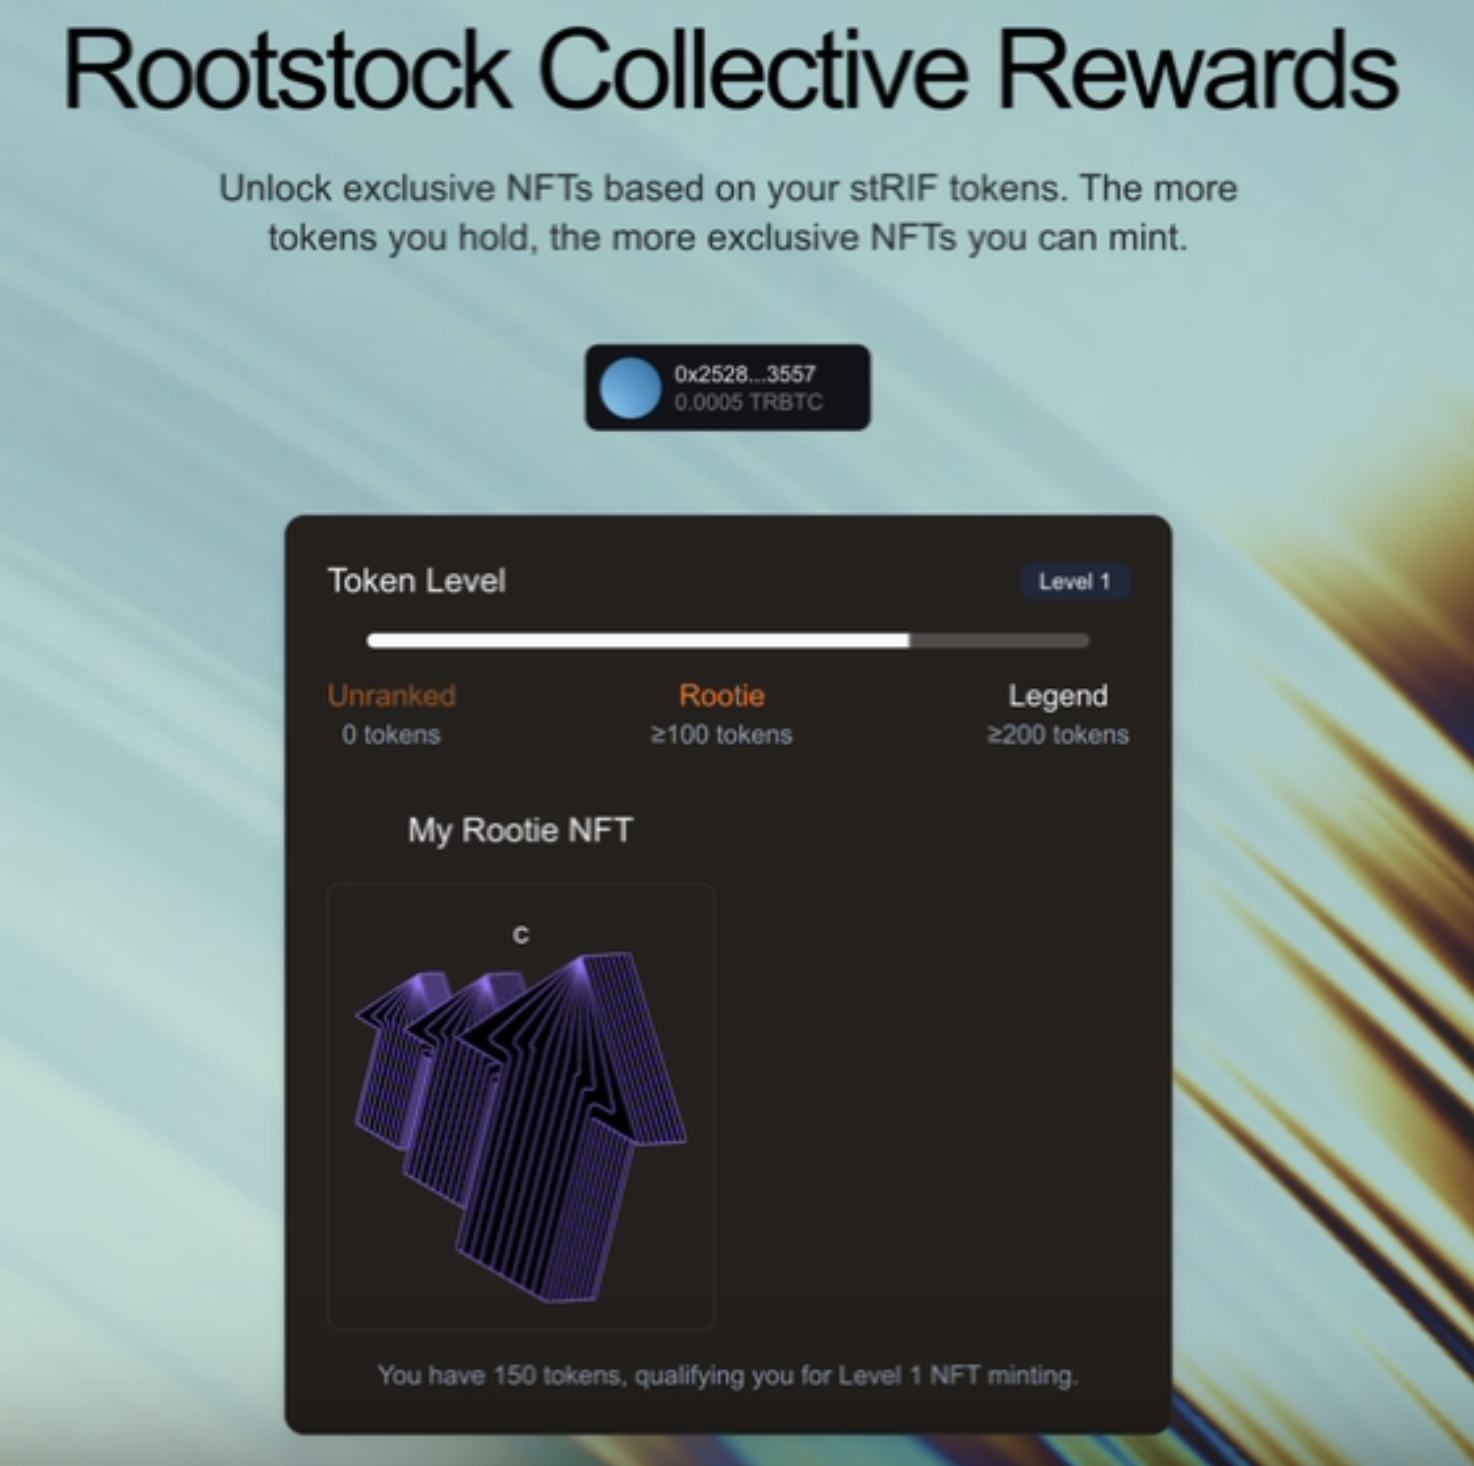 Rootstock Collective Rewards
Unlock exclusive NFTs based on your stRIF tokens. The more
tokens you hold, the more exclusive NFTs you can mint.
0x2528...3557
0.0005 TRBTC
Token Level
Level 1
Unranked
Rootie
Legend
0 tokens
≥100 tokens
≥200 tokens
My Rootie NFT
C
You have 150 tokens, qualifying you for Level 1 NFT minting.